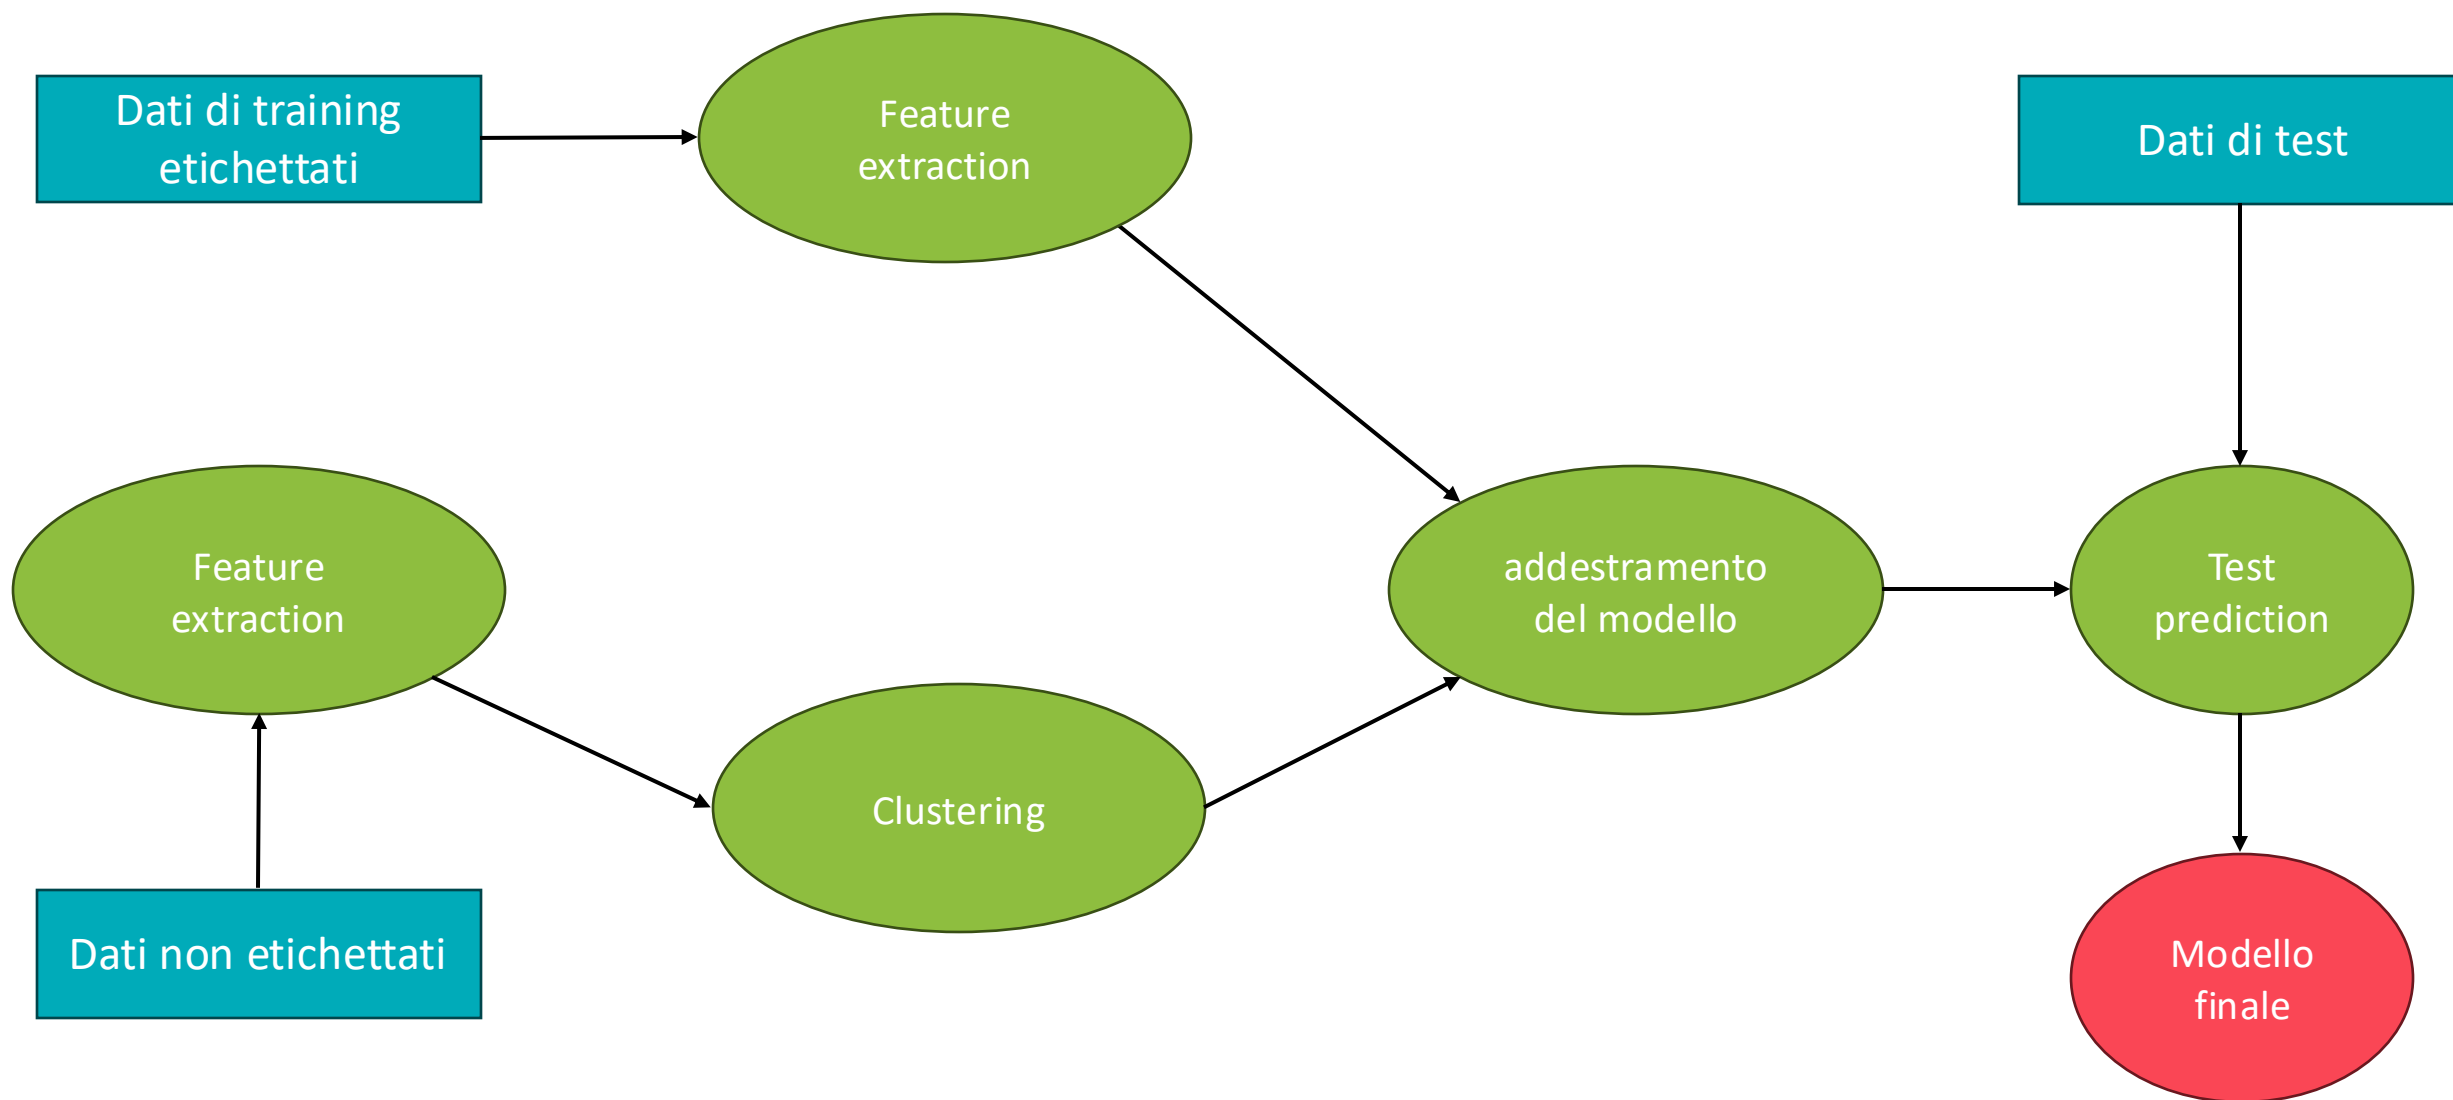 Dati di training
etichettati
Feature
extraction
Dati di test
Feature
extraction
addestramento
del modello
Test
prediction
Clustering
Dati non etichettati
Modello
finale